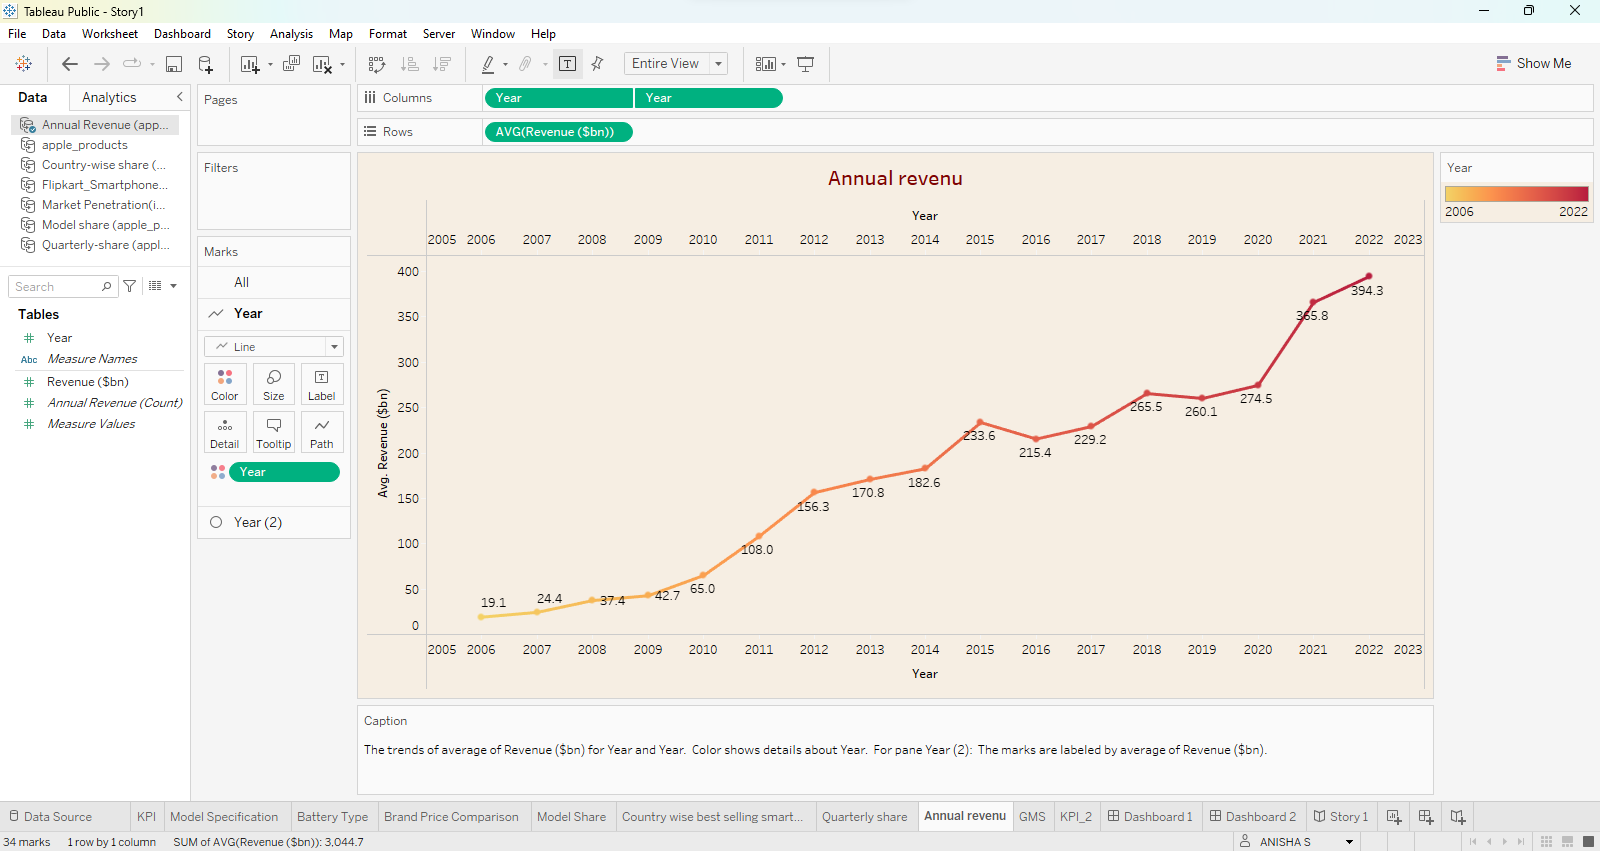 Tableau Public - Story1
File Data Worksheet Dashboard Story Analysis Map Format Server Window Help
Entire View
Show Me
Data Analytics
Annual Revenue (app...
apple_products
Country-wise share (...
Flipkart_Smartphone...
Market Penetration(i...
Model share (apple_p...
Quarterly-share (appl...
Search
Tables
Year
Abc Measure Names
Revenue ($bn)
Annual Revenue (Count)
Measure Values
Pages
Filters
Marks
All
Year
Line
Color Size Label
Detail Tooltip Path
Year
Year (2)
Columns Year Year
Rows AVG(Revenue ($bn))
Annual revenu
Year
2005 2006 2007 2008 2009 2010 2011 2012 2013 2014 2015 2016 2017 2018 2019 2020 2021 2022 2023
Avg. Revenue ($bn)
400
350
300
250
200
150
100
50
0
19.1
24.4
37.4
42.7
65.0
108.0
156.3
170.8
182.6
233.6
215.4
229.2
265.5
260.1
274.5
365.8
394.3
2005 2006 2007 2008 2009 2010 2011 2012 2013 2014 2015 2016 2017 2018 2019 2020 2021 2022 2023
Year
Year
2006 2022
Caption
The trends of average of Revenue ($bn) for Year and Year. Color shows details about Year. For pane Year (2): The marks are labeled by average of Revenue ($bn).
Data Source KPI Model Specification Battery Type Brand Price Comparison Model Share Country wise best selling smart... Quarterly share Annual revenu GMS KPI_2 Dashboard 1 Dashboard 2 Story 1
34 marks 1 row by 1 column SUM of AVG(Revenue ($bn)): 3,044.7 ANISHA S